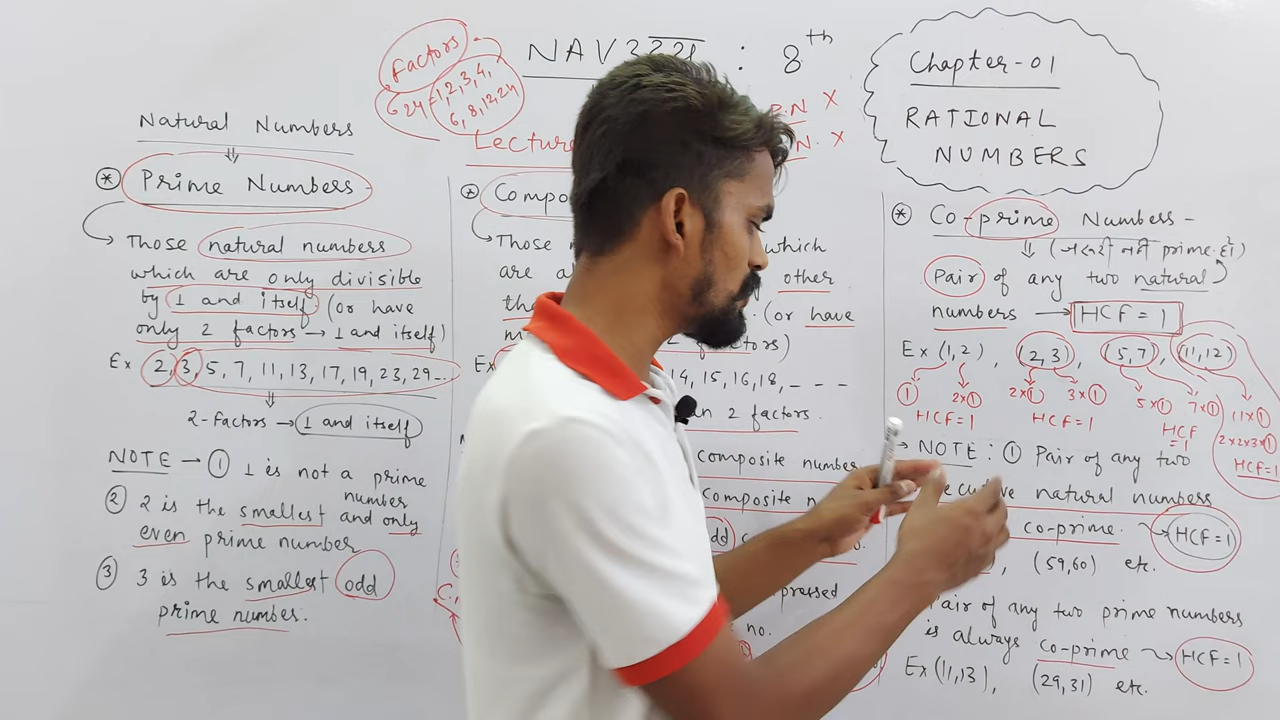 Factors
24 = 1, 2, 3, 4,
6, 8, 12, 24
: 8th
P.N ×
N. ×
Lecture
Chapter-01
RATIONAL
NUMBERS
Natural Numbers
⇓
* Prime Numbers
Those natural numbers
which are only divisible
by 1 and itself (or have
only 2 factors → 1 and itself)
Ex 2, 3, 5, 7, 11, 13, 17, 19, 23, 29...
⇓
2-Factors → 1 and itself
NOTE → ① 1 is not a prime
number
② 2 is the smallest and only
even prime number
③ 3 is the smallest odd
prime number.
*
Those which
are other
(or have
factors)
Ex
14, 15, 16, 18, - - -
2 factors.
composite number
composite
odd
no.
* Co-prime Numbers -
⇓ (जरूरी नहीं prime हो)
Pair of any two natural
numbers → HCF = 1
Ex (1,2), (2,3), (5,7), (11,12)
① 2×① 2×① 3×① 5×① 7×① 11×①
HCF=1 HCF=1 HCF=1 2×2×3×①
HCF=1
→ NOTE: ① Pair of any two
natural numbers
co-prime. HCF=1
, (59,60) etc.
Pair of any two prime numbers
is always co-prime HCF=1
Ex (11,13), (29,31) etc.